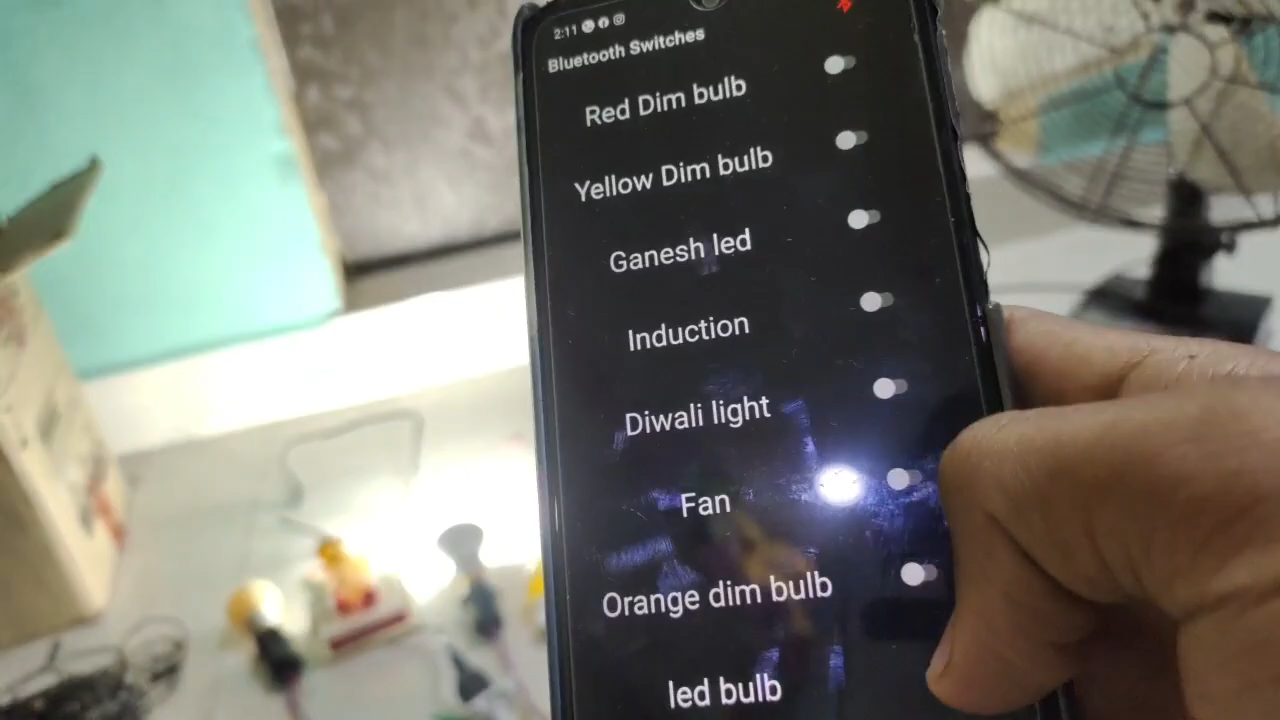 2:11
Bluetooth Switches
Red Dim bulb
Yellow Dim bulb
Ganesh led
Induction
Diwali light
Fan
Orange dim bulb
led bulb